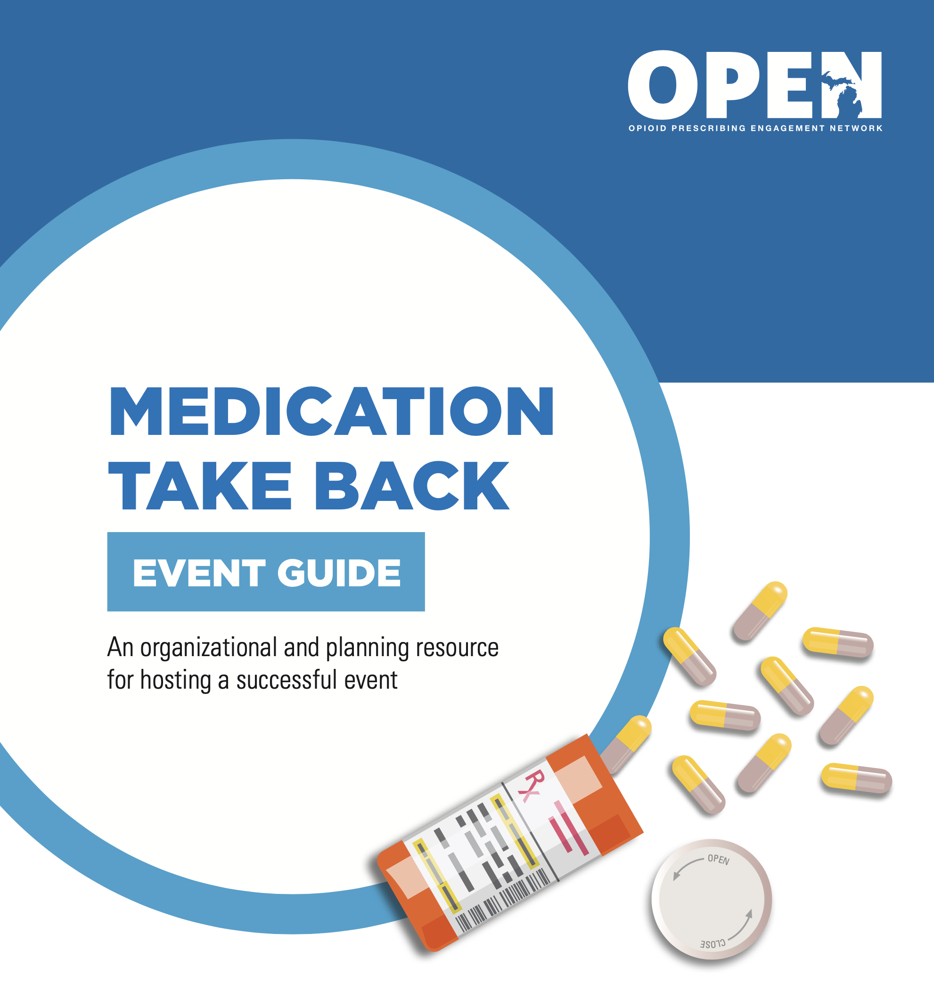 OPEN
OPIOID PRESCRIBING ENGAGEMENT NETWORK
MEDICATION
TAKE BACK
EVENT GUIDE
An organizational and planning resource
for hosting a successful event
Rx
OPEN
CLOSE